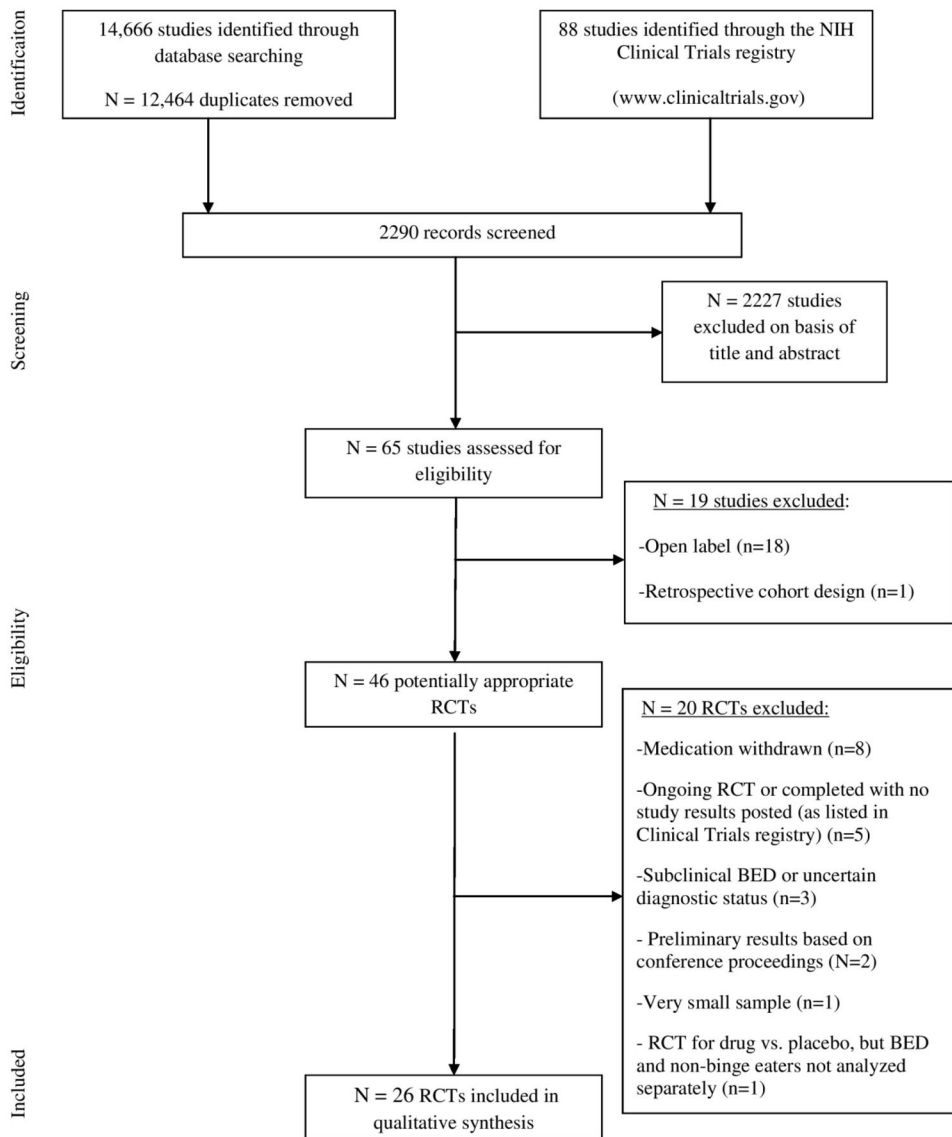 Identificaiton
14,666 studies identified through
database searching
N = 12,464 duplicates removed
88 studies identified through the NIH
Clinical Trials registry
(www.clinicaltrials.gov)
2290 records screened
Screening
N = 2227 studies
excluded on basis of
title and abstract
N = 65 studies assessed for
eligibility
N = 19 studies excluded:
-Open label (n=18)
-Retrospective cohort design (n=1)
Eligibility
N = 46 potentially appropriate
RCTs
N = 20 RCTs excluded:
-Medication withdrawn (n=8)
-Ongoing RCT or completed with no
study results posted (as listed in
Clinical Trials registry) (n=5)
-Subclinical BED or uncertain
diagnostic status (n=3)
- Preliminary results based on
conference proceedings (N=2)
-Very small sample (n=1)
- RCT for drug vs. placebo, but BED
and non-binge eaters not analyzed
separately (n=1)
Included
N = 26 RCTs included in
qualitative synthesis